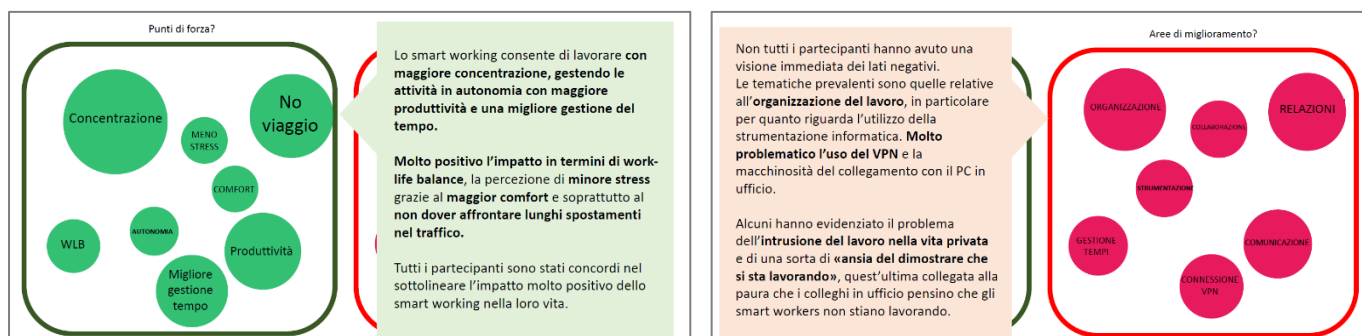 Punti di forza?
Concentrazione
No
viaggio
MENO
STRESS
COMFORT
WLB
AUTONOMIA
Produttività
Migliore
gestione
tempo
Lo smart working consente di lavorare con
maggiore concentrazione, gestendo le
attività in autonomia con maggiore
produttività e una migliore gestione del
tempo.
Molto positivo l'impatto in termini di work-
life balance, la percezione di minore stress
grazie al maggior comfort e soprattutto al
non dover affrontare lunghi spostamenti
nel traffico.
Tutti i partecipanti sono stati concordi nel
sottolineare l'impatto molto positivo dello
smart working nella loro vita.
Non tutti i partecipanti hanno avuto una
visione immediata dei lati negativi.
Le tematiche prevalenti sono quelle relative
all'organizzazione del lavoro, in particolare
per quanto riguarda l'utilizzo della
strumentazione informatica. Molto
problematico l'uso del VPN e la
macchinosità del collegamento con il PC in
ufficio.
Alcuni hanno evidenziato il problema
dell'intrusione del lavoro nella vita privata
e di una sorta di «ansia del dimostrare che
si sta lavorando», quest'ultima collegata alla
paura che i colleghi in ufficio pensino che gli
smart workers non stiano lavorando.
Aree di miglioramento?
ORGANIZZAZIONE
COLLABORAZIONE
RELAZIONI
STRUMENTAZIONE
GESTIONE
TEMPI
COMUNICAZIONE
CONNESSIONE
VPN